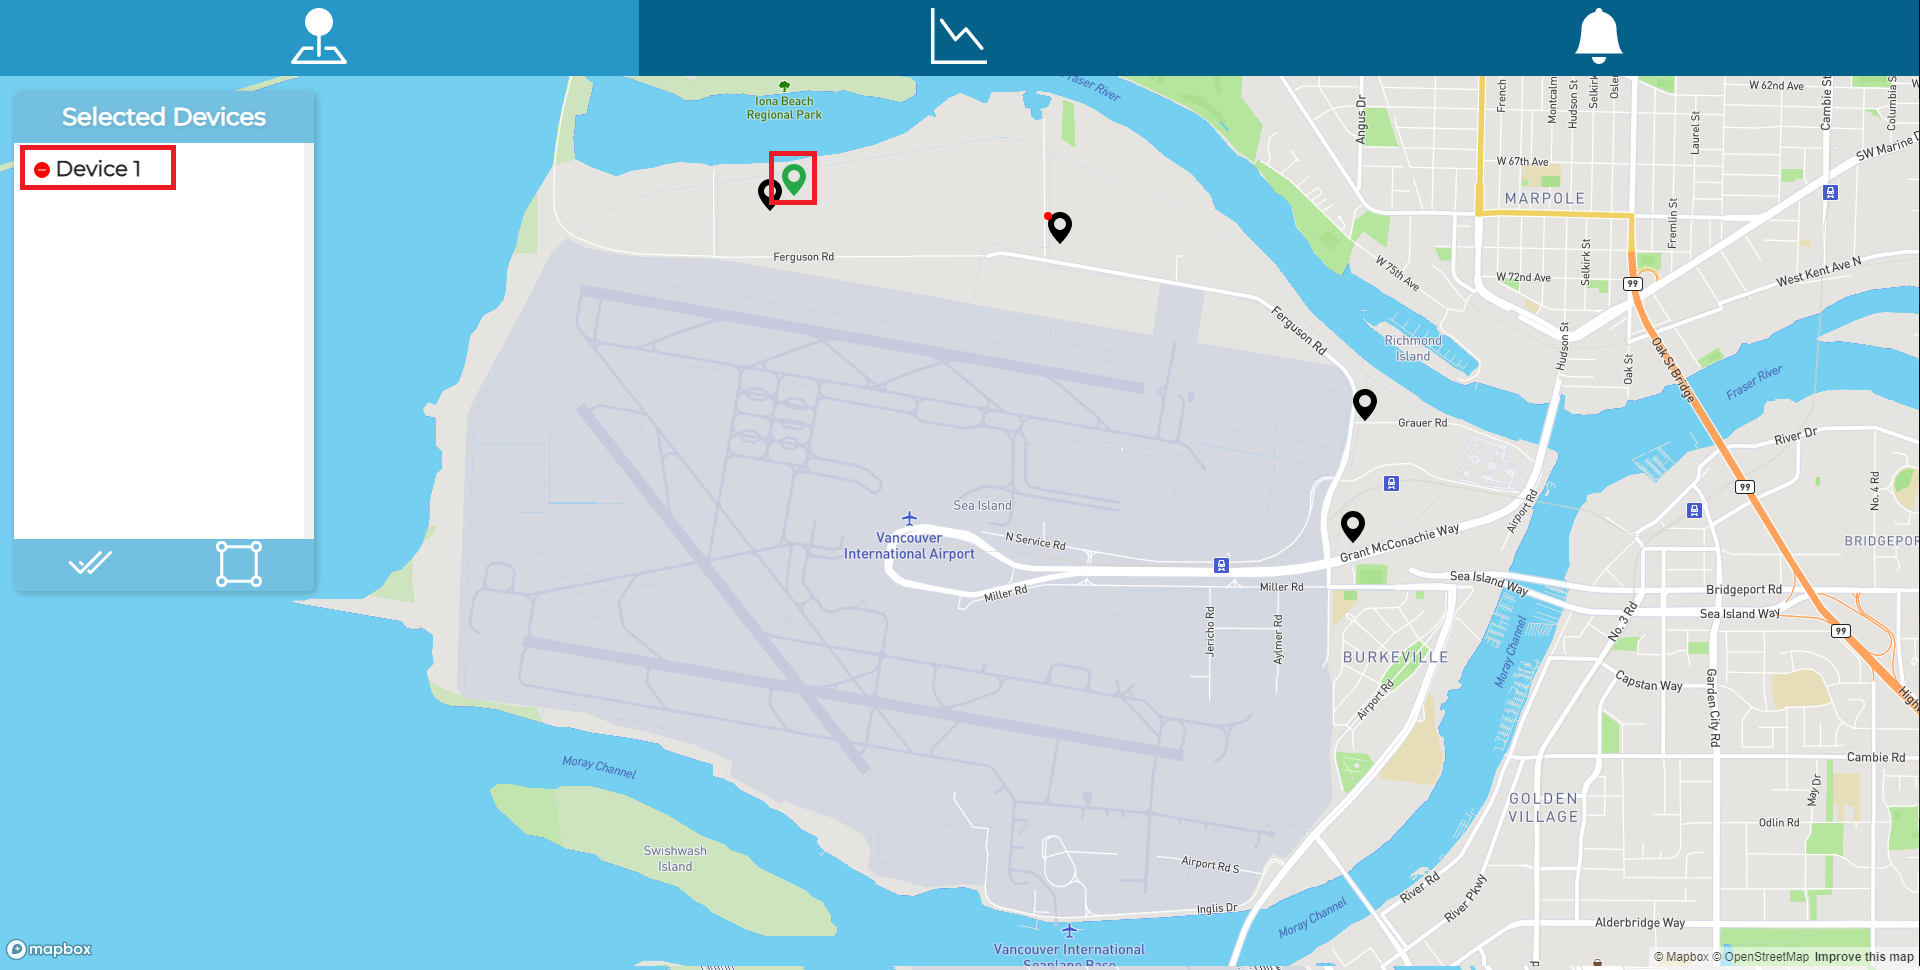 Selected Devices
Device 1
Iona Beach
Regional Park
Fraser River
Angus Dr
French
Montcalm
Hudson St
Selkirk
Osler
W 62nd Ave
Cambie St
Columbia
Laurel St
SW Marine D
W 67th Ave
MARPOLE
Fremlin St
Selkirk St
W 72nd Ave
W 75th Ave
West Kent Ave N
99
Ferguson Rd
Ferguson Rd
Richmond
Island
Hudson St
Oak St
Oak St Bridge
Fraser River
Grauer Rd
River Dr
No. 4 Rd
99
Sea Island
Vancouver
International Airport
N Service Rd
Airport Rd
Grant McConachie Way
BRIDGEPOR
Miller Rd
Miller Rd
Sea Island Way
Bridgeport Rd
Sea Island Way
No. 3 Rd
99
Jericho Rd
Aylmer Rd
BURKEVILLE
Moray Channel
Airport Rd
Capstan Way
Garden City Rd
High
Cambie Rd
Moray Channel
May Dr
GOLDEN
VILLAGE
Odlin Rd
Swishwash
Island
Airport Rd S
River Rd
River Pkwy
Inglis Dr
Moray Channel
Alderbridge Way
Vancouver International
Seaplane Base
mapbox
© Mapbox © OpenStreetMap Improve this map